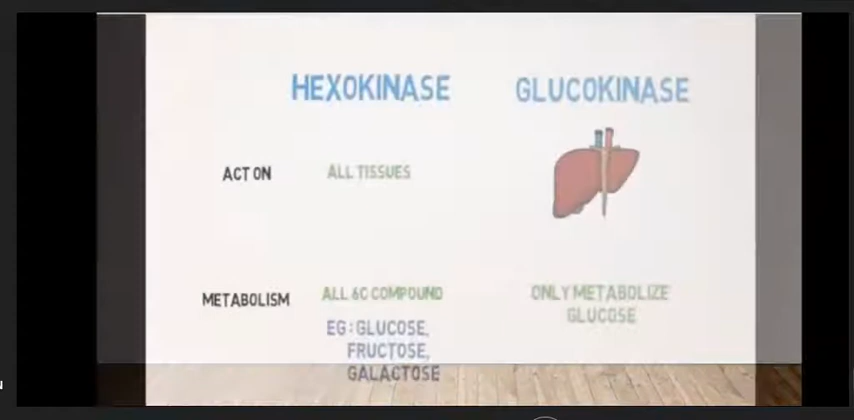 HEXOKINASE GLUCOKINASE
ACT ON ALL TISSUES
METABOLISM ALL 6C COMPOUND ONLY METABOLIZE
GLUCOSE
EG: GLUCOSE,
FRUCTOSE,
GALACTOSE